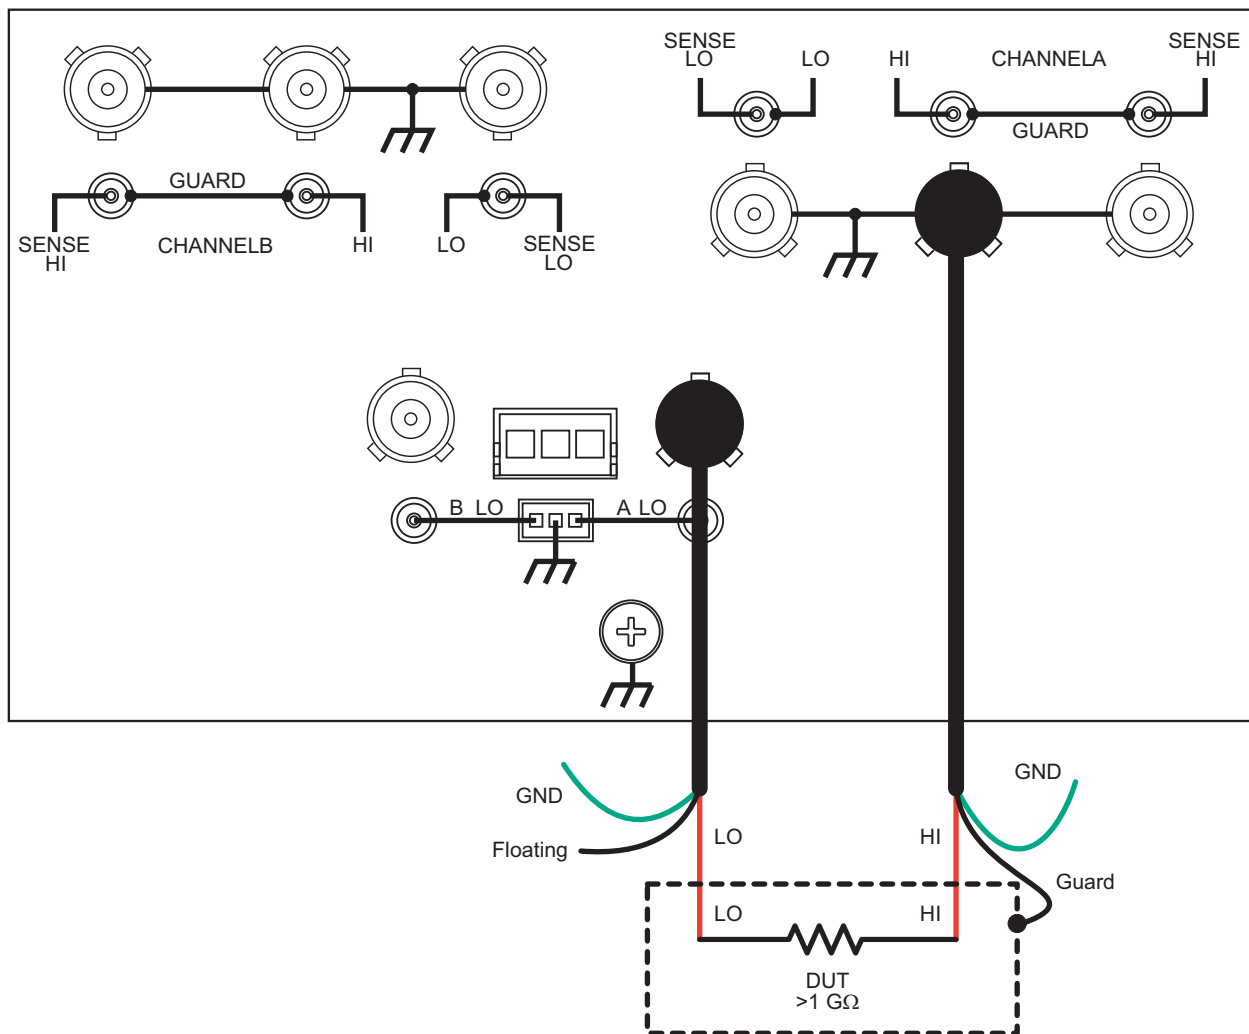 SENSE
LO
LO
HI
CHANNELA
SENSE
HI
GUARD
GUARD
SENSE
HI
CHANNELB
HI
LO
SENSE
LO
B LO
A LO
GND
GND
Floating
LO
HI
Guard
LO
HI
DUT
>1 GΩ